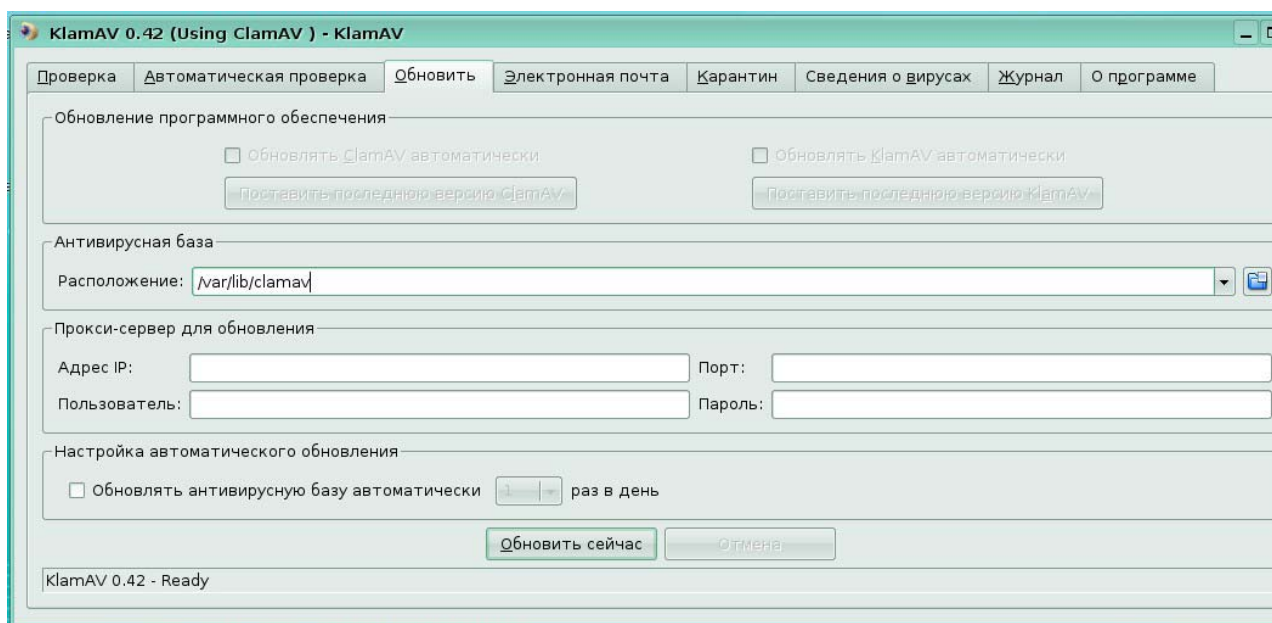 KlamAV 0.42 (Using ClamAV ) - KlamAV
Проверка Автоматическая проверка Обновить Электронная почта Карантин Сведения о вирусах Журнал О программе
Обновление программного обеспечения
Обновлять ClamAV автоматически Обновлять KlamAV автоматически
Поставить последнюю версию ClamAV Поставить последнюю версию KlamAV
Антивирусная база
Расположение: /var/lib/clamav
Прокси-сервер для обновления
Адрес IP: Порт:
Пользователь: Пароль:
Настройка автоматического обновления
Обновлять антивирусную базу автоматически 1 раз в день
Обновить сейчас Отмена
KlamAV 0.42 - Ready